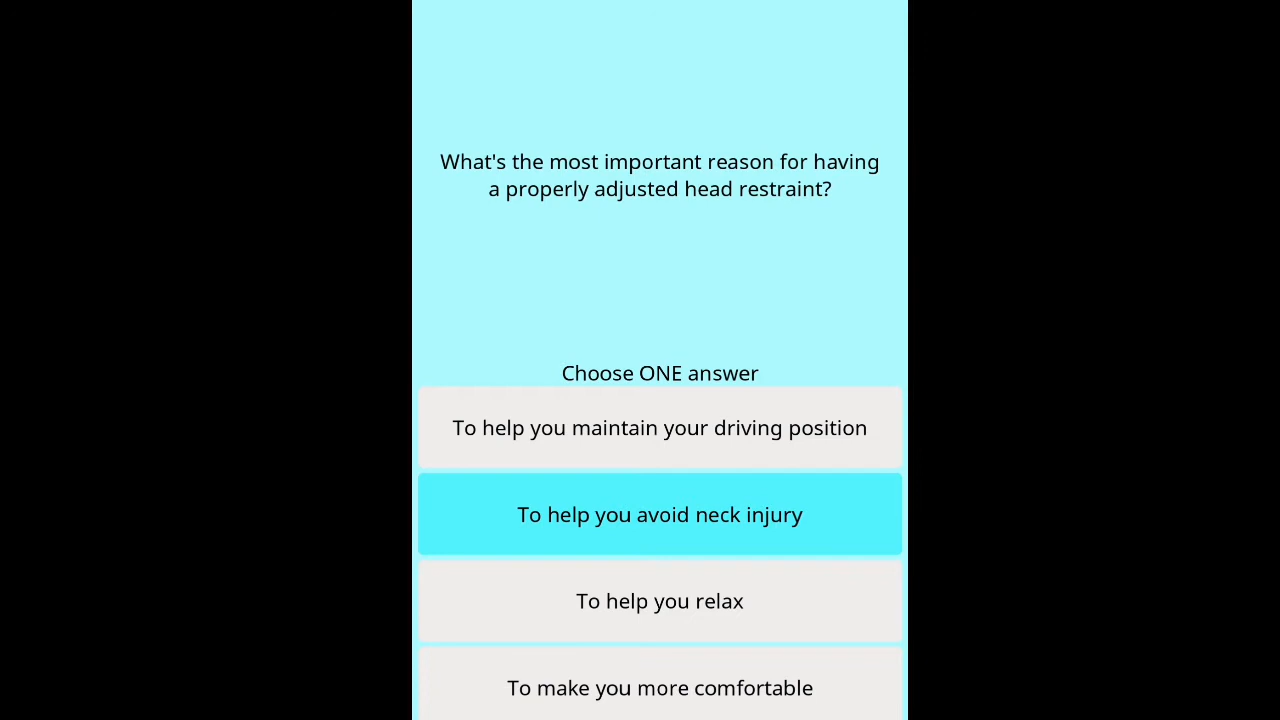 What's the most important reason for having
a properly adjusted head restraint?
Choose ONE answer
To help you maintain your driving position
To help you avoid neck injury
To help you relax
To make you more comfortable